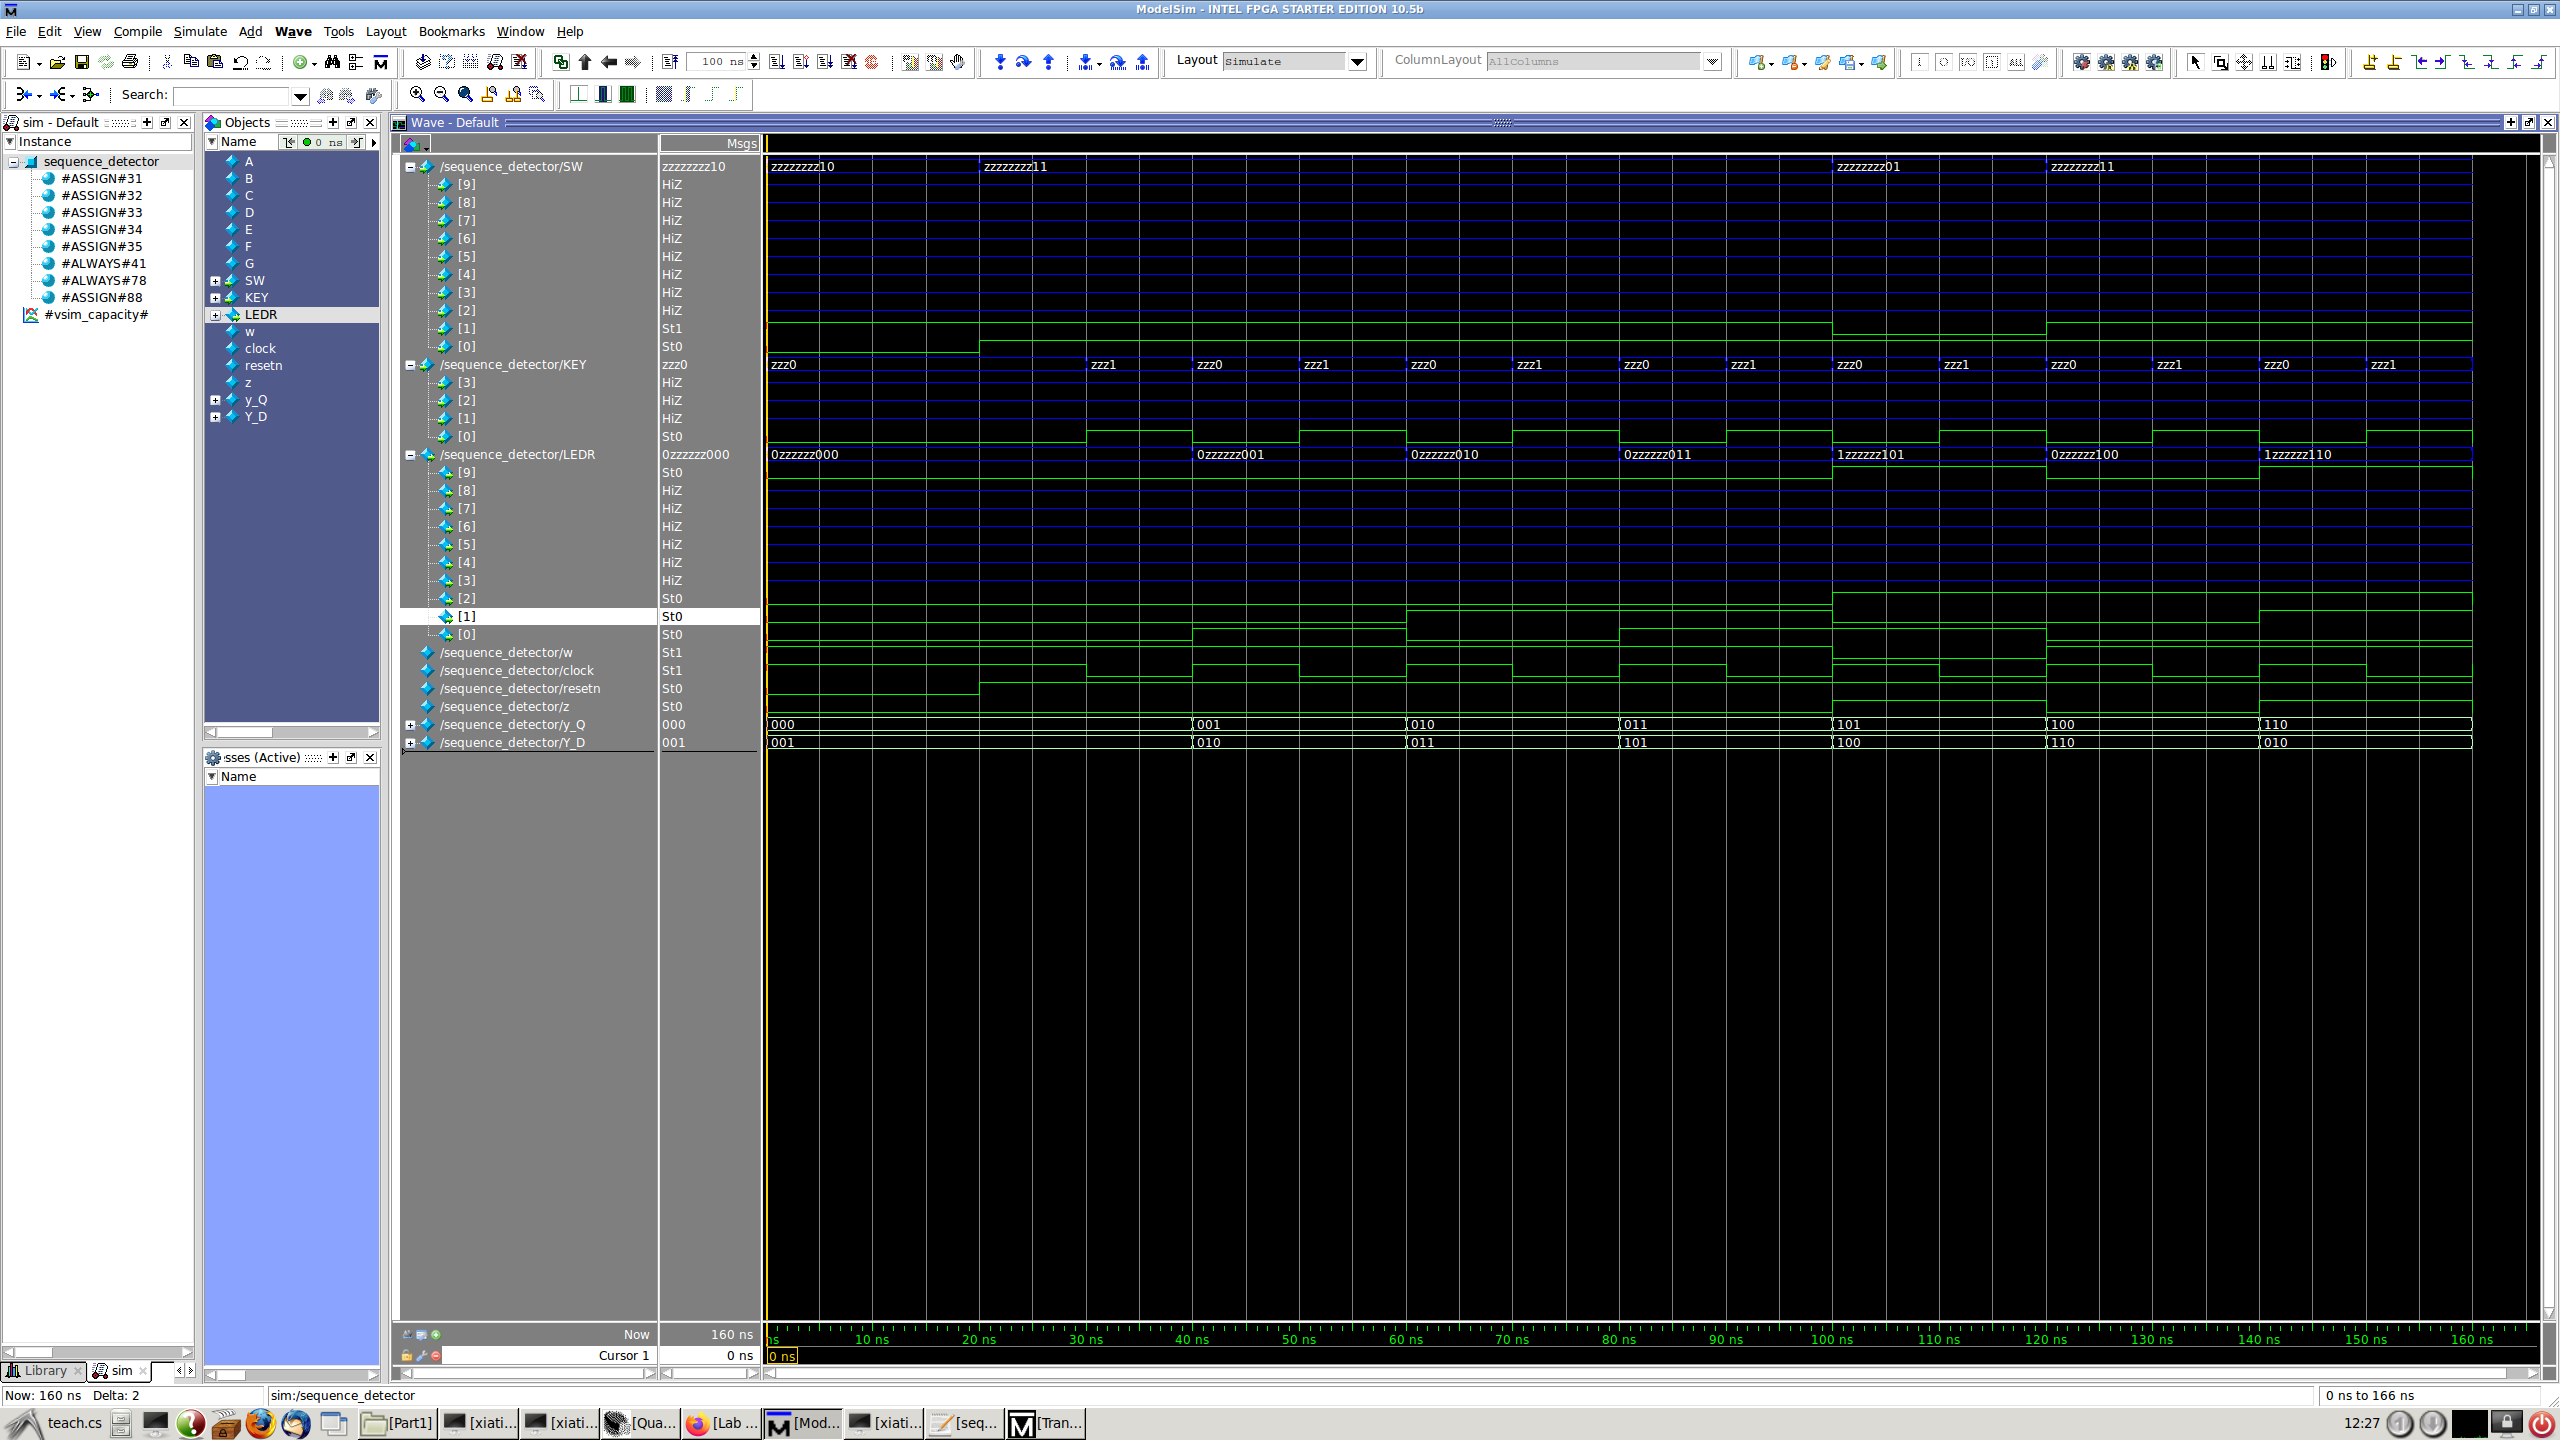 ModelSim - INTEL FPGA STARTER EDITION 10.5b
File Edit View Compile Simulate Add Wave Tools Layout Bookmarks Window Help
100 ns
Layout Simulate
ColumnLayout AllColumns
Search:
sim - Default
Instance
sequence_detector
#ASSIGN#31
#ASSIGN#32
#ASSIGN#33
#ASSIGN#34
#ASSIGN#35
#ALWAYS#41
#ALWAYS#78
#ASSIGN#88
#vsim_capacity#
Library
sim
Objects
Name
0 ns
A
B
C
D
E
F
G
SW
KEY
LEDR
w
clock
resetn
z
y_Q
Y_D
sses (Active)
Name
Wave - Default
Msgs
/sequence_detector/SW zzzzzzzz10 zzzzzzzz10 zzzzzzzz11 zzzzzzzz01 zzzzzzzz11
[9] HiZ
[8] HiZ
[7] HiZ
[6] HiZ
[5] HiZ
[4] HiZ
[3] HiZ
[2] HiZ
[1] St1
[0] St0
/sequence_detector/KEY zzz0 zzz0 zzz1 zzz0 zzz1 zzz0 zzz1 zzz0 zzz1 zzz0 zzz1 zzz0 zzz1 zzz0 zzz1
[3] HiZ
[2] HiZ
[1] HiZ
[0] St0
/sequence_detector/LEDR 0zzzzzz000 0zzzzzz000 0zzzzzz001 0zzzzzz010 0zzzzzz011 1zzzzzz101 0zzzzzz100 1zzzzzz110
[9] St0
[8] HiZ
[7] HiZ
[6] HiZ
[5] HiZ
[4] HiZ
[3] HiZ
[2] St0
[1] St0
[0] St0
/sequence_detector/w St1
/sequence_detector/clock St1
/sequence_detector/resetn St0
/sequence_detector/z St0
/sequence_detector/y_Q 000 000 001 010 011 101 100 110
/sequence_detector/Y_D 001 001 010 011 101 100 110 010
Now 160 ns
ns 10 ns 20 ns 30 ns 40 ns 50 ns 60 ns 70 ns 80 ns 90 ns 100 ns 110 ns 120 ns 130 ns 140 ns 150 ns 160 ns
Cursor 1 0 ns 0 ns
Now: 160 ns Delta: 2
sim:/sequence_detector
0 ns to 166 ns
teach.cs
[Part1] [xiati... [xiati... [Qua... [Lab ... [Mod... [xiati... [seq... [Tran...
12:27